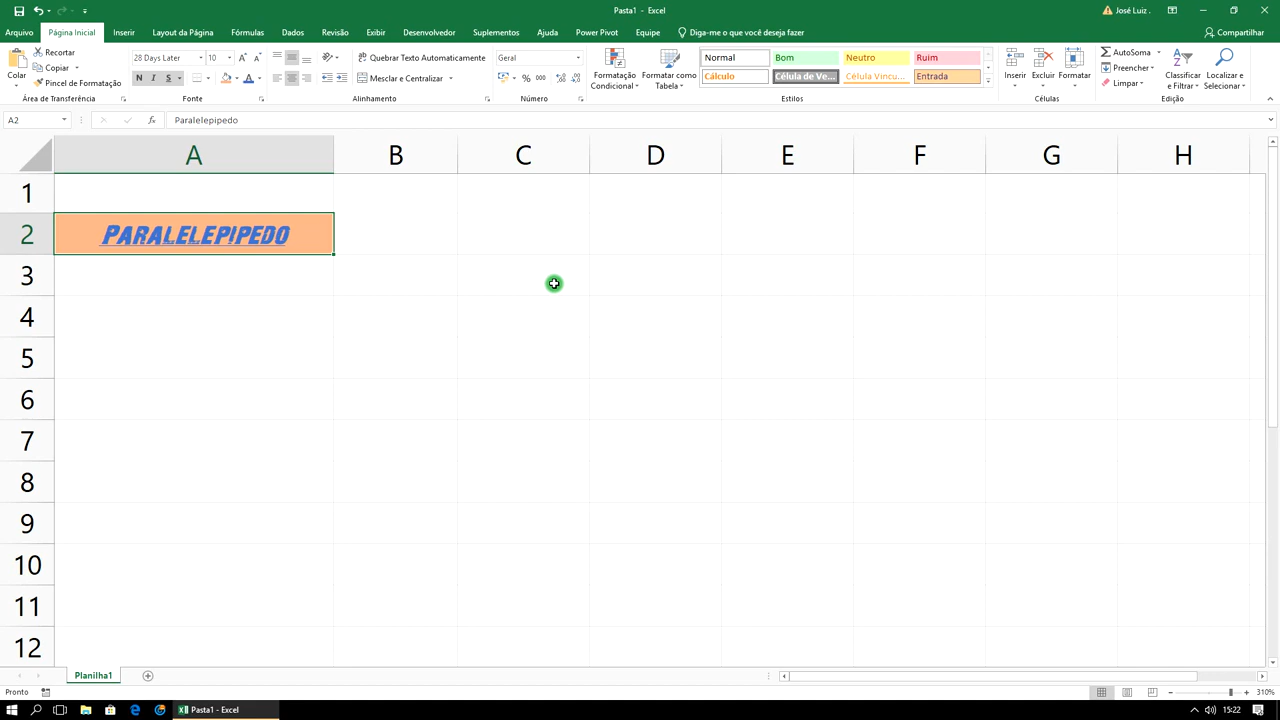 Pasta1 - Excel
José Luiz .
Arquivo Página Inicial Inserir Layout da Página Fórmulas Dados Revisão Exibir Desenvolvedor Suplementos Ajuda Power Pivot Equipe Diga-me o que você deseja fazer Compartilhar
Colar
Recortar
Copiar
Pincel de Formatação
Área de Transferência
28 Days Later 10
N I S
Fonte
Quebrar Texto Automaticamente
Mesclar e Centralizar
Alinhamento
Geral
% 000
Número
Formatação Condicional
Formatar como Tabela
Normal Bom Neutro Ruim
Cálculo Célula de Ve... Célula Vincu... Entrada
Estilos
Inserir Excluir Formatar
Células
AutoSoma
Preencher
Limpar
Classificar e Filtrar
Localizar e Selecionar
Edição
A2 fx Paralelepipedo
A B C D E F G H
1
2 Paralelepipedo
3
4
5
6
7
8
9
10
11
12
Planilha1
Pronto 310%
Pasta1 - Excel 15:22